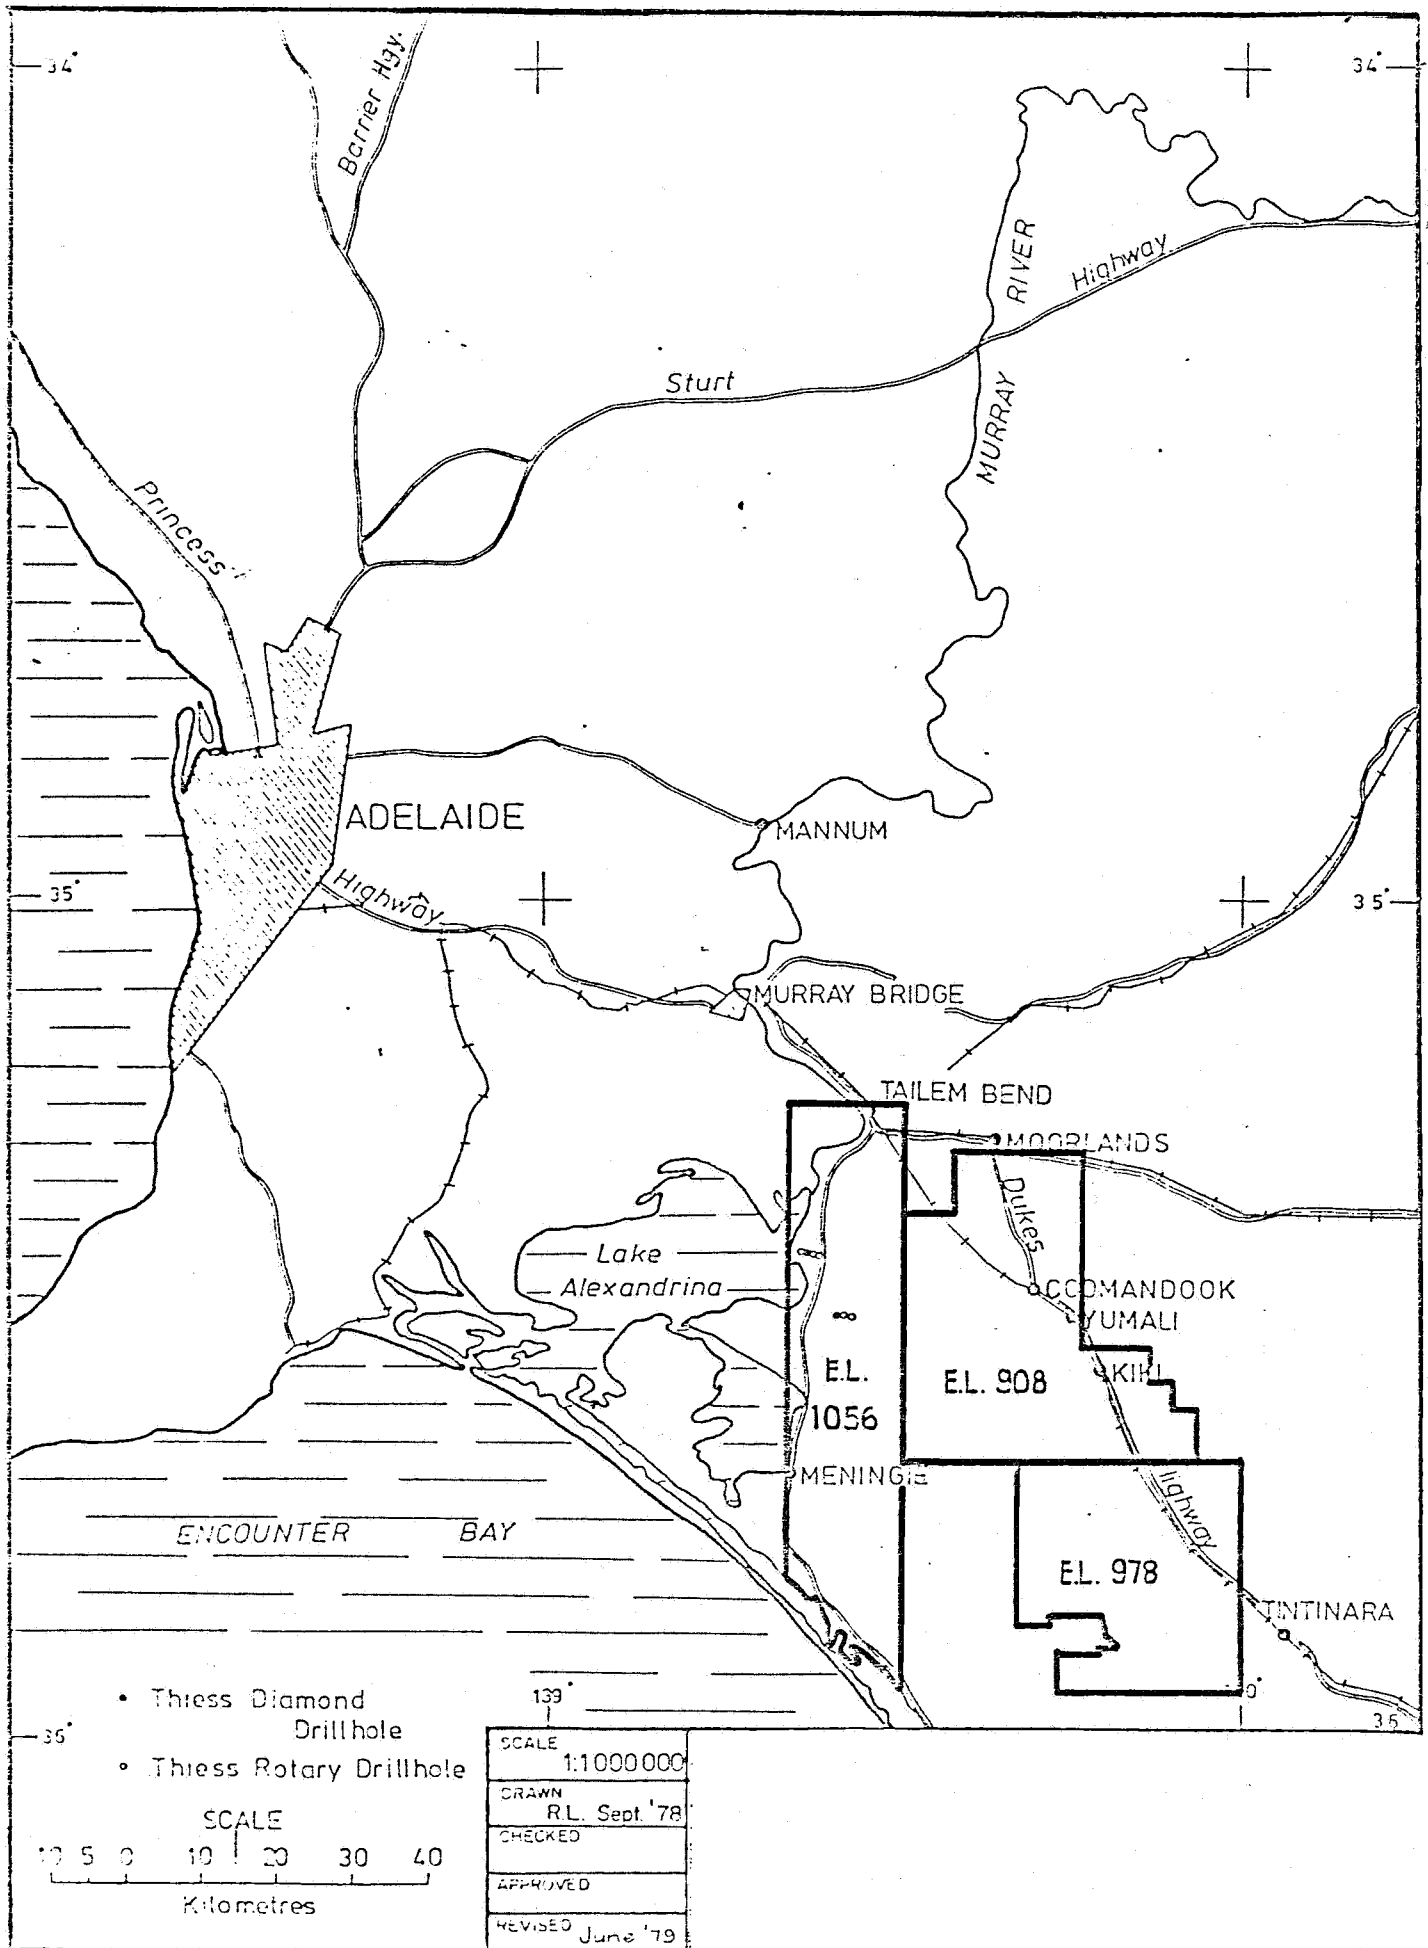 34°
34°
Barrier Hgy.
RIVER
Highway
Sturt
MURRAY
Princess
ADELAIDE
MANNUM
35°
Highway
35°
MURRAY BRIDGE
TAILEM BEND
MOORLANDS
Dukes
Lake
Alexandrina
COOMANDOOK
YUMALI
E.L.
1056
E.L. 908
KIKI
MENINGIE
Highway
ENCOUNTER BAY
E.L. 978
TINTINARA
139°
36
36°
• Thiess Diamond
Drillhole
° Thiess Rotary Drillhole
SCALE
10 5 0 10 20 30 40
Kilometres
SCALE
1:1000000
DRAWN
R.L. Sept. '78
CHECKED
APPROVED
REVISED June '79